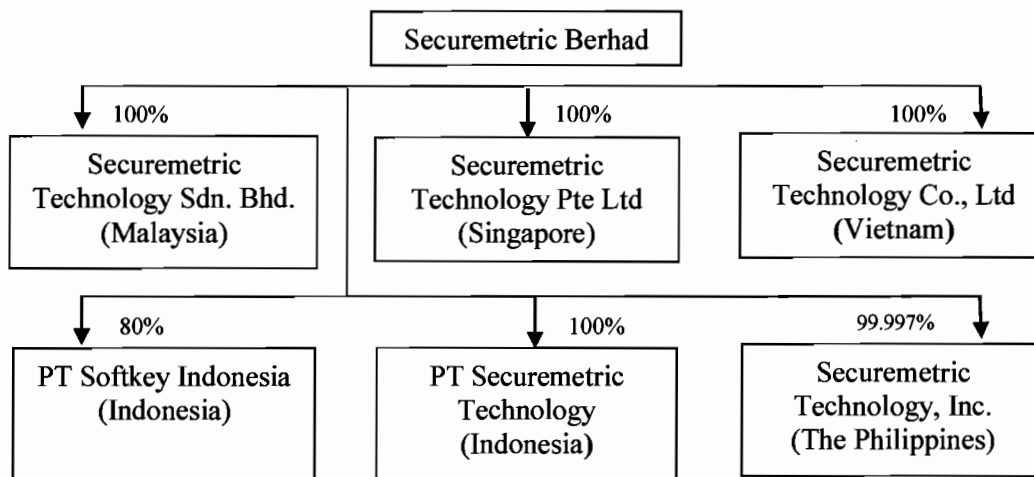 Securemetric Berhad
100%
100%
100%
Securemetric
Technology Sdn. Bhd.
(Malaysia)
Securemetric
Technology Pte Ltd
(Singapore)
Securemetric
Technology Co., Ltd
(Vietnam)
80%
100%
99.997%
PT Softkey Indonesia
(Indonesia)
PT Securemetric
Technology
(Indonesia)
Securemetric
Technology, Inc.
(The Philippines)